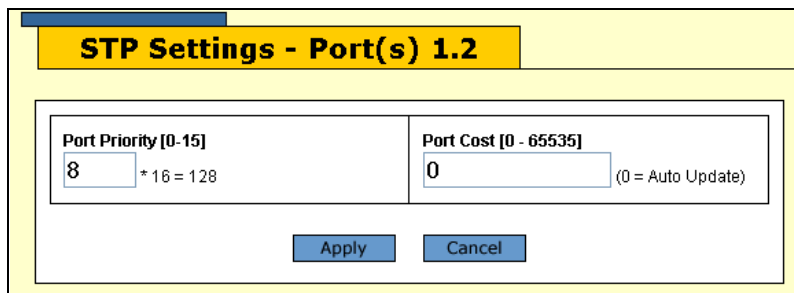 STP Settings - Port(s) 1.2
Port Priority [0-15]
8 * 16 = 128
Port Cost [0 - 65535]
0 (0 = Auto Update)
Apply Cancel